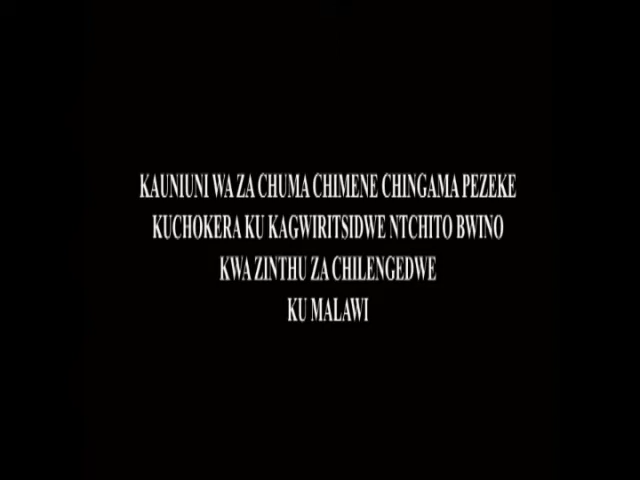 KAUNIUNI WA ZA CHUMA CHIMENE CHINGAMA PEZEKE
KUCHOKERA KU KAGWIRITSIDWE NTCHITO BWINO
KWA ZINTHU ZA CHILENGEDWE
KU MALAWI